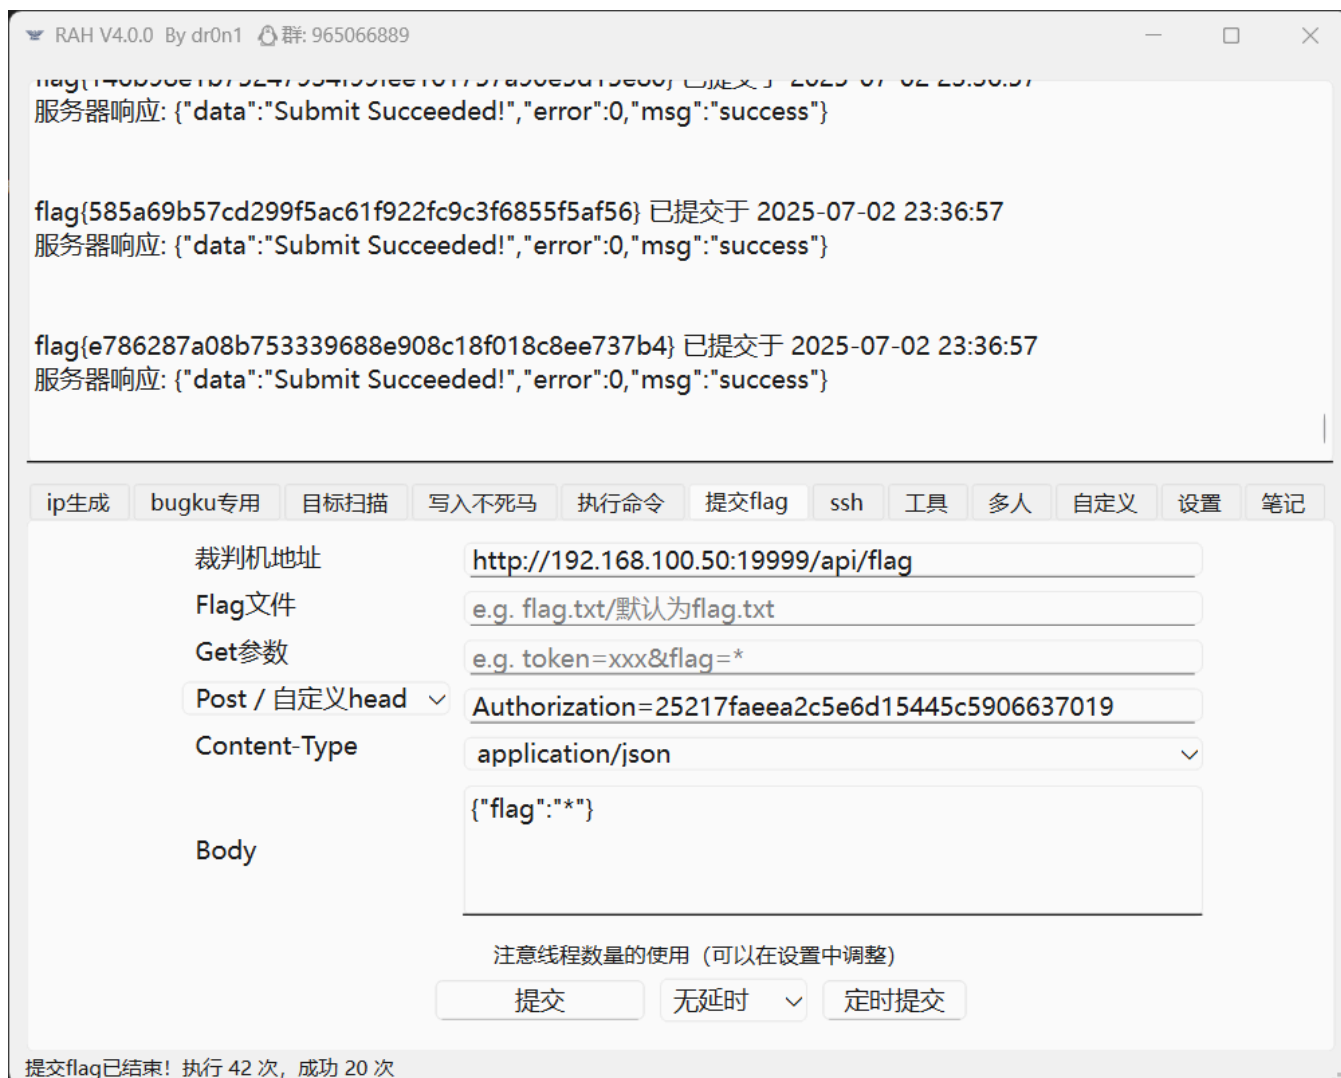 RAH V4.0.0 By dr0n1 群: 965066889
已提交于 2025-07-02 23:36:57
服务器响应: {"data":"Submit Succeeded!","error":0,"msg":"success"}
flag{585a69b57cd299f5ac61f922fc9c3f6855f5af56} 已提交于 2025-07-02 23:36:57
服务器响应: {"data":"Submit Succeeded!","error":0,"msg":"success"}
flag{e786287a08b753339688e908c18f018c8ee737b4} 已提交于 2025-07-02 23:36:57
服务器响应: {"data":"Submit Succeeded!","error":0,"msg":"success"}
ip生成 bugku专用 目标扫描 写入不死马 执行命令 提交flag ssh 工具 多人 自定义 设置 笔记
裁判机地址 http://192.168.100.50:19999/api/flag
Flag文件 e.g. flag.txt/默认为flag.txt
Get参数 e.g. token=xxx&flag=*
Post / 自定义head Authorization=25217faeea2c5e6d15445c5906637019
Content-Type application/json
{"flag":"*"}
Body
注意线程数量的使用（可以在设置中调整）
提交 无延时 定时提交
提交flag已结束！执行 42 次，成功 20 次